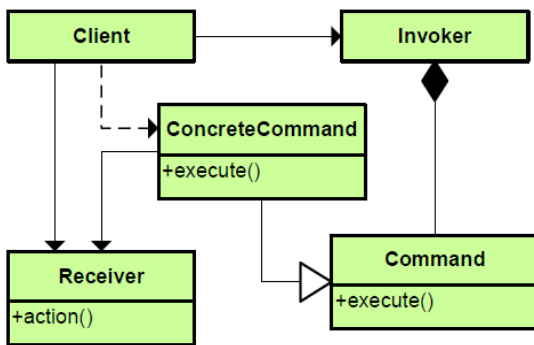 Client
Invoker
ConcreteCommand
+execute()
Receiver
+action()
Command
+execute()